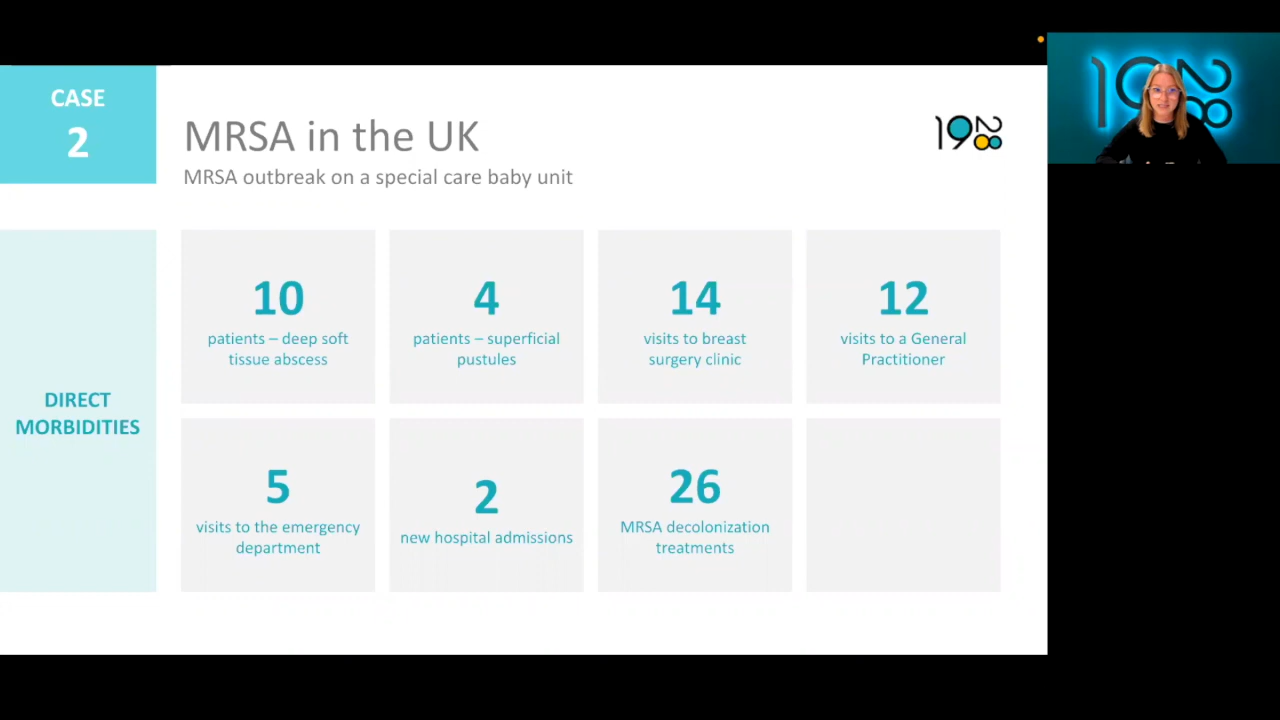 CASE
2
MRSA in the UK
MRSA outbreak on a special care baby unit
1928
1928
DIRECT
MORBIDITIES
10
patients – deep soft
tissue abscess
4
patients – superficial
pustules
14
visits to breast
surgery clinic
12
visits to a General
Practitioner
5
visits to the emergency
department
2
new hospital admissions
26
MRSA decolonization
treatments